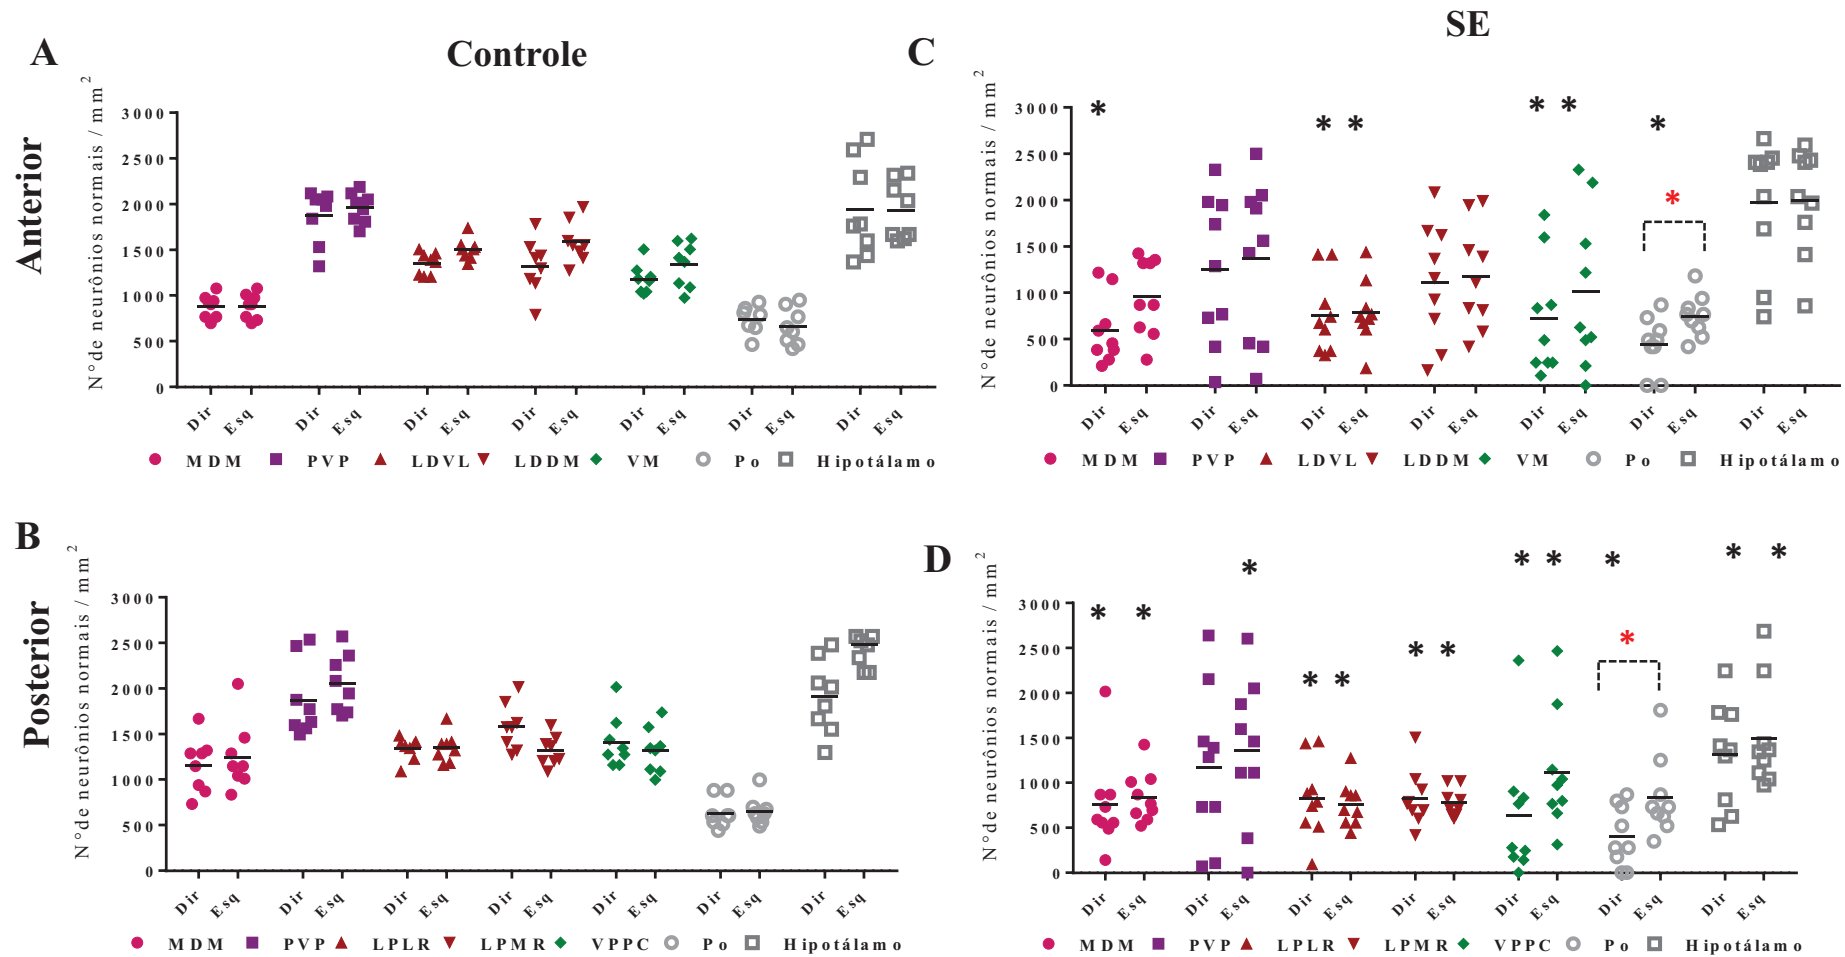 A
Controle
Anterior
N°de neurônios normais / mm2
3000
2500
2000
1500
1000
500
0
Dir Esq Dir Esq Dir Esq Dir Esq Dir Esq Dir Esq Dir Esq
MDM PVP LDVL LDDM VM Po Hipotálamo
C
SE
N°de neurônios normais / mm2
3000
2500
2000
1500
1000
500
0
* * * * * *
*
Dir Esq Dir Esq Dir Esq Dir Esq Dir Esq Dir Esq Dir Esq
MDM PVP LDVL LDDM VM Po Hipotálamo
B
Posterior
N°de neurônios normais / mm2
3000
2500
2000
1500
1000
500
0
Dir Esq Dir Esq Dir Esq Dir Esq Dir Esq Dir Esq Dir Esq
MDM PVP LPLR LPMR VPPC Po Hipotálamo
D
N°de neurônios normais / mm2
3000
2500
2000
1500
1000
500
0
* * * * * * * * * * * *
*
Dir Esq Dir Esq Dir Esq Dir Esq Dir Esq Dir Esq Dir Esq
MDM PVP LPLR LPMR VPPC Po Hipotálamo